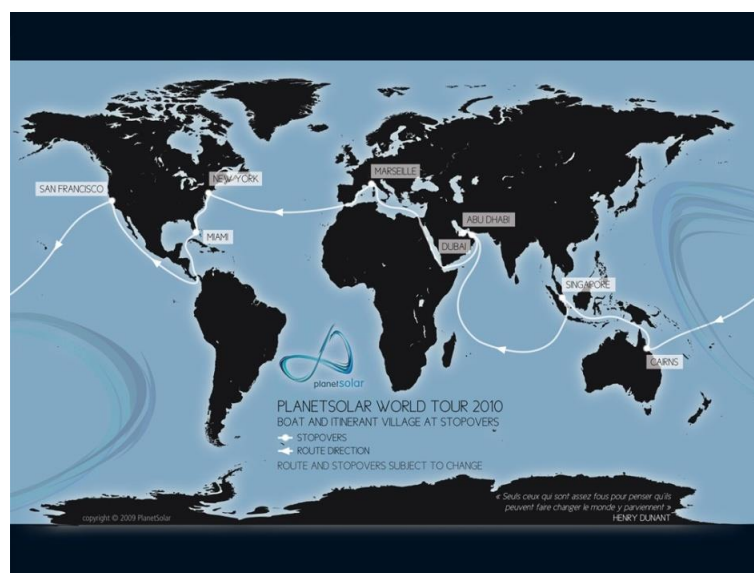 NEW YORK
MARSEILLE
SAN FRANCISCO
ABU DHABI
MIAMI
DUBAI
SINGAPORE
CAIRNS
planetsolar
PLANETSOLAR WORLD TOUR 2010
BOAT AND ITINERANT VILLAGE AT STOPOVERS
STOPOVERS
ROUTE DIRECTION
ROUTE AND STOPOVERS SUBJECT TO CHANGE
« Seuls ceux qui sont assez fous pour penser qu'ils
peuvent faire changer le monde y parviennent »
HENRY DUNANT
copyright © 2009 PlanetSolar